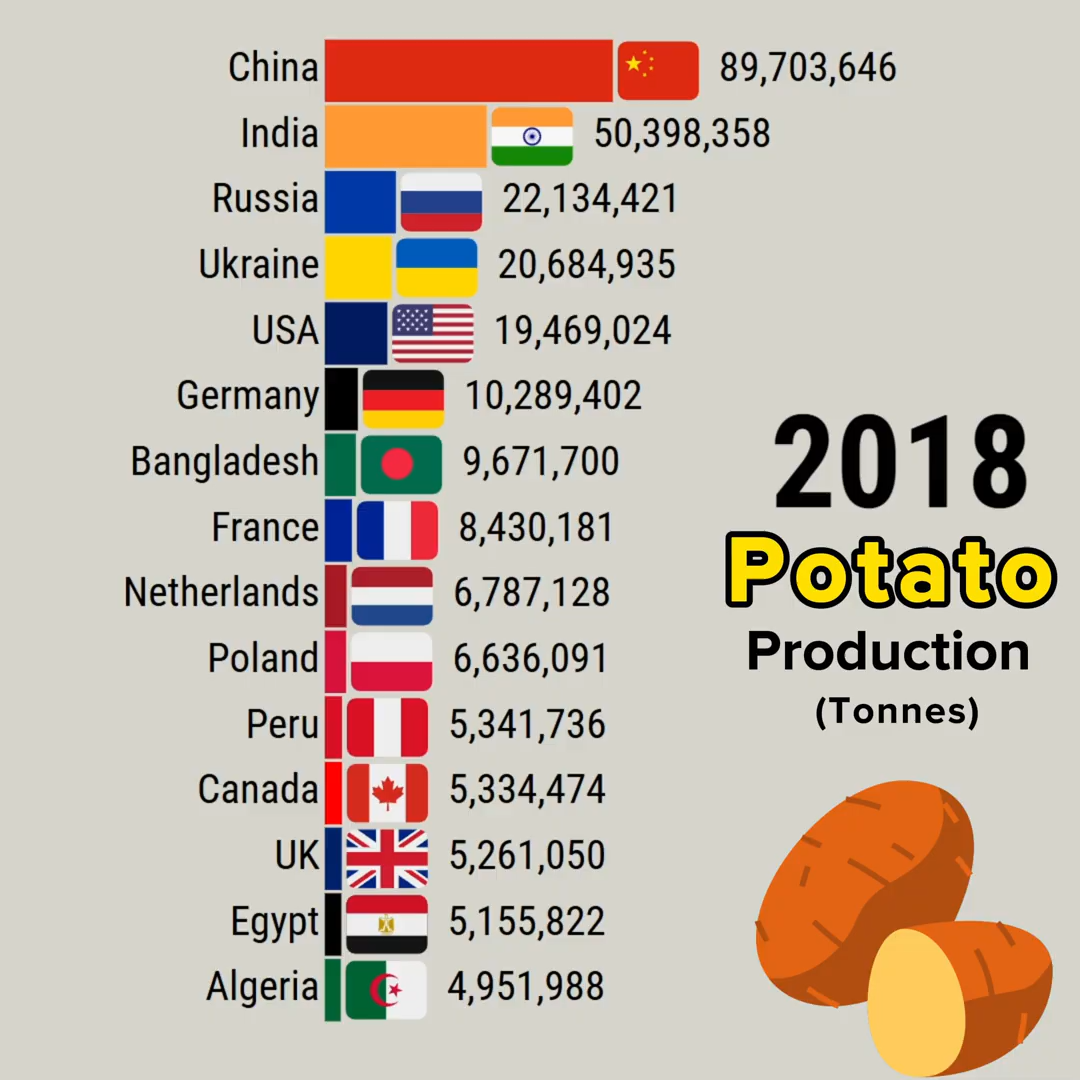 China 89,703,646
India 50,398,358
Russia 22,134,421
Ukraine 20,684,935
USA 19,469,024
Germany 10,289,402
Bangladesh 9,671,700
France 8,430,181
Netherlands 6,787,128
Poland 6,636,091
Peru 5,341,736
Canada 5,334,474
UK 5,261,050
Egypt 5,155,822
Algeria 4,951,988
2018
Potato
Production
(Tonnes)